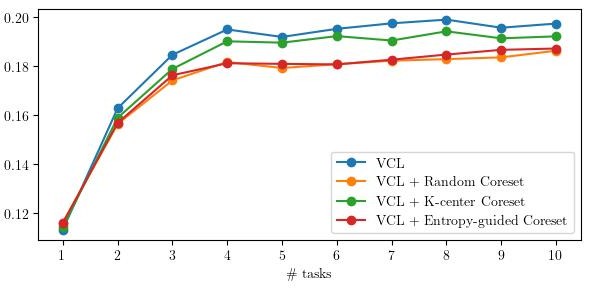 0.20
0.18
0.16
0.14
0.12
1 2 3 4 5 6 7 8 9 10
# tasks
VCL
VCL + Random Coreset
VCL + K-center Coreset
VCL + Entropy-guided Coreset